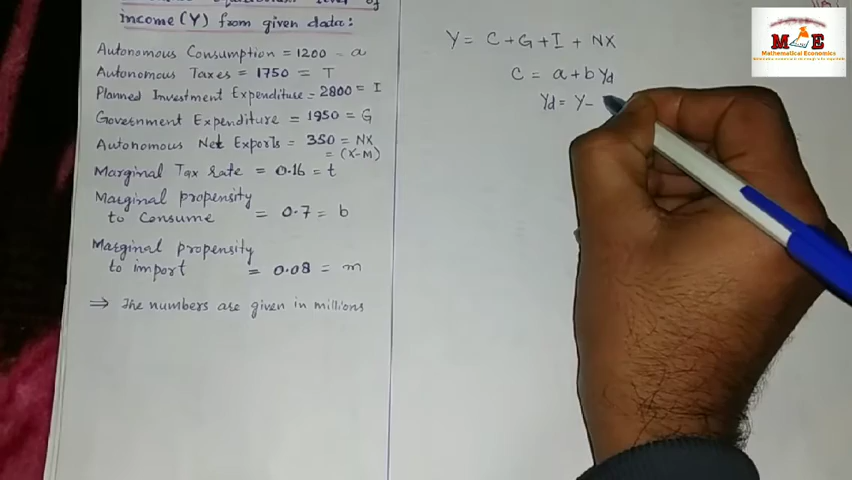 income (Y) from given data:
Autonomous Consumption = 1200 - a
Autonomous Taxes = 1750 = T
Planned Investment Expenditure = 2800 = I
Government Expenditure = 1950 = G
Autonomous Net Exports = 350 = NX
= (X-M)
Marginal Tax rate = 0.16 = t
Marginal propensity
to Consume = 0.7 = b
Marginal propensity
to import = 0.08 = m
⇒ The numbers are given in millions
Y = C+G+I + NX
C = a+b Yd
Yd = Y-
M E
Mathematical Economics